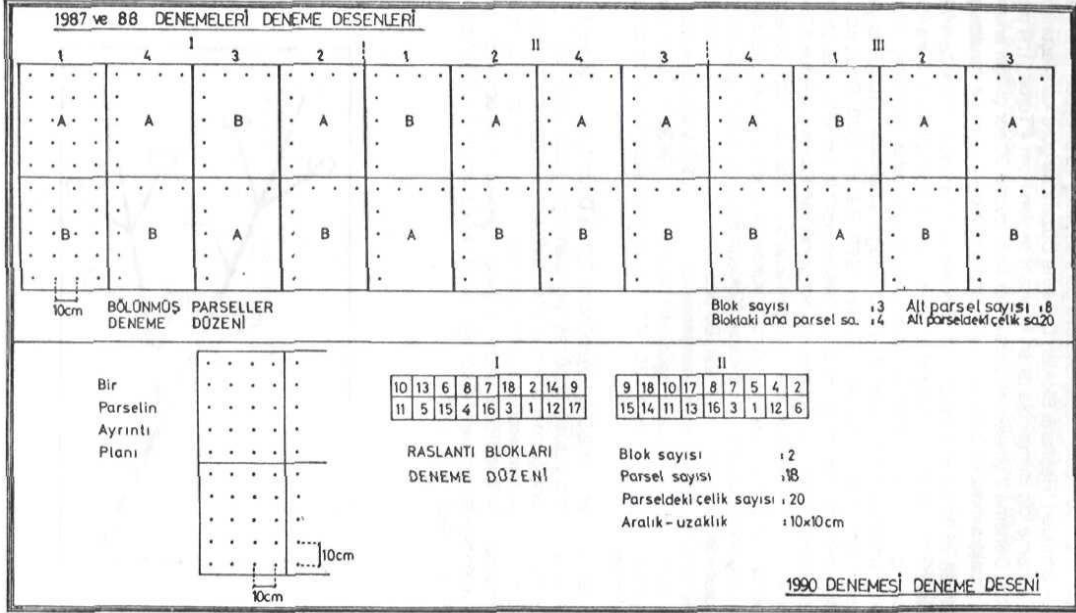 1987 ve 88 DENEMELERİ DENEME DESENLERİ
I II III
1 4 3 2 1 2 4 3 4 1 2 3
A A B A B A A A A B A A
B B A B A B B B B A B B
10cm
BÖLÜNMÜŞ PARSELLER
DENEME DÜZENİ
Blok sayısı :3 Alt parsel sayısı :8
Bloktaki ana parsel sa. :4 Alt parseldeki çelik sa.20
Bir
Parselin
Ayrıntı
Planı
10cm
10cm
I
10 13 6 8 7 18 2 14 9
11 5 15 4 16 3 1 12 17
RASLANTI BLOKLARI
DENEME DÜZENİ
II
9 18 10 17 8 7 5 4 2
15 14 11 13 16 3 1 12 6
Blok sayısı :2
Parsel sayısı :18
Parseldeki çelik sayısı :20
Aralık-uzaklık :10x10cm
1990 DENEMESİ DENEME DESENİ